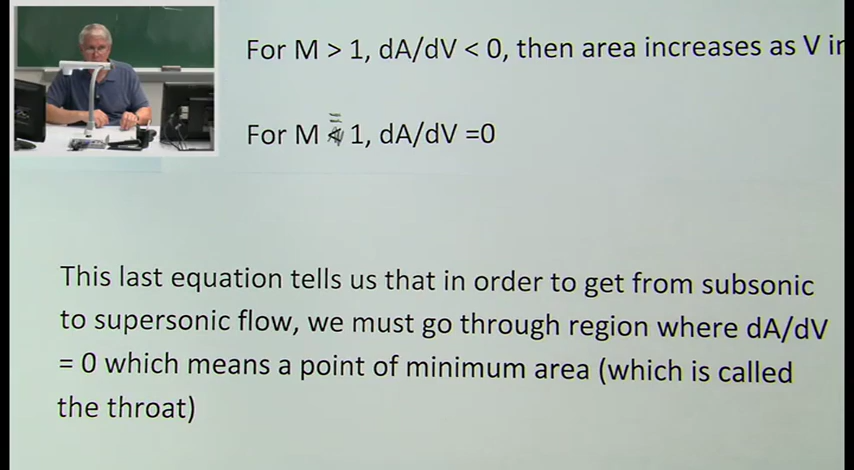 For M > 1, dA/dV < 0, then area increases as V in
For M = 1, dA/dV =0
This last equation tells us that in order to get from subsonic
to supersonic flow, we must go through region where dA/dV
= 0 which means a point of minimum area (which is called
the throat)